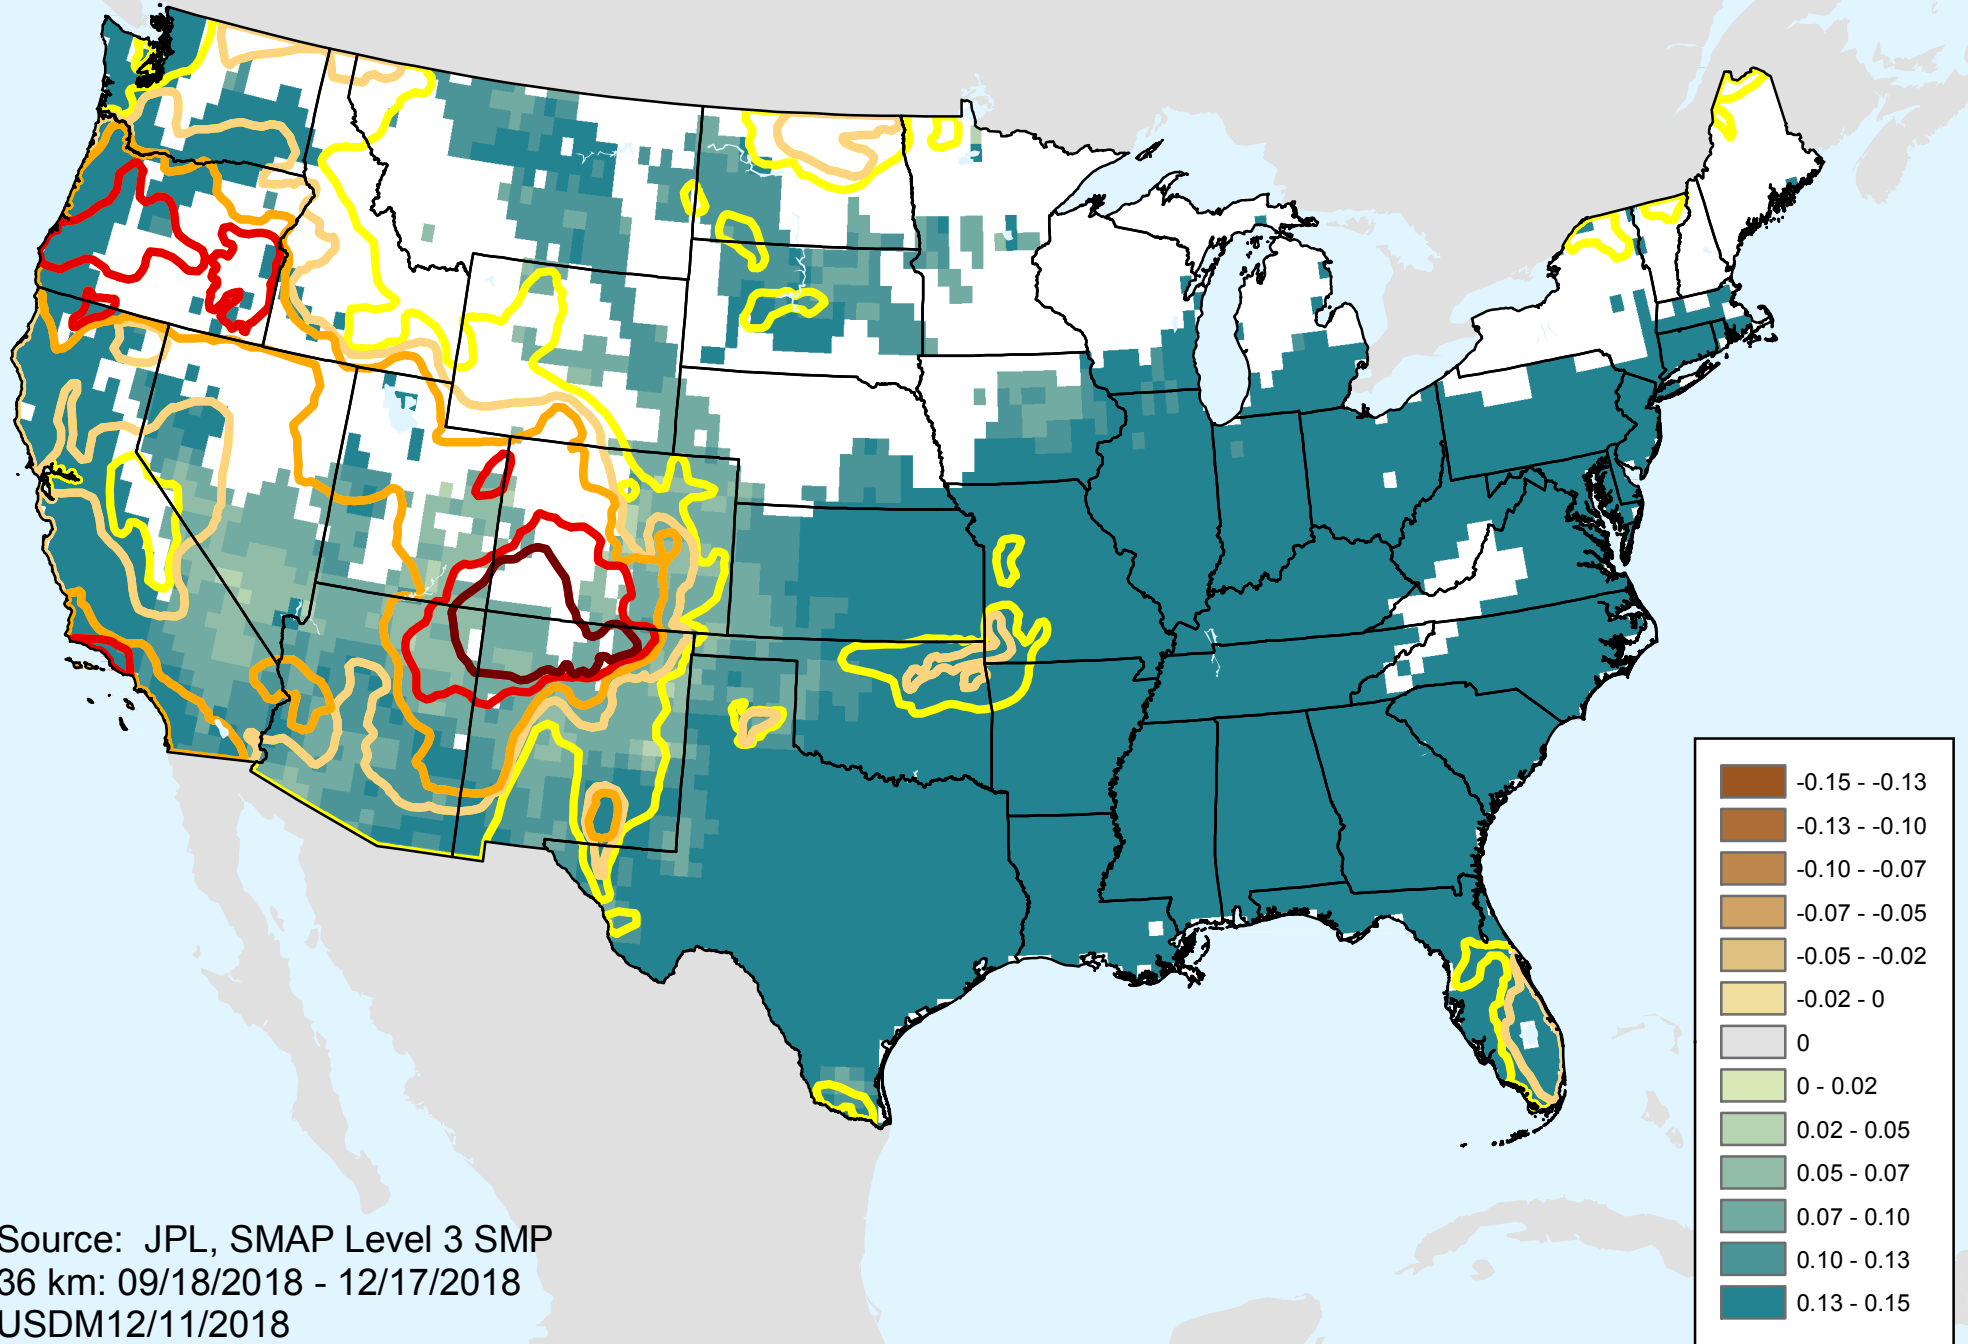 -0.15 - -0.13
-0.13 - -0.10
-0.10 - -0.07
-0.07 - -0.05
-0.05 - -0.02
-0.02 - 0
0
0 - 0.02
0.02 - 0.05
0.05 - 0.07
0.07 - 0.10
0.10 - 0.13
0.13 - 0.15
Source:  JPL, SMAP Level 3 SMP
36 km: 09/18/2018 - 12/17/2018
USDM12/11/2018